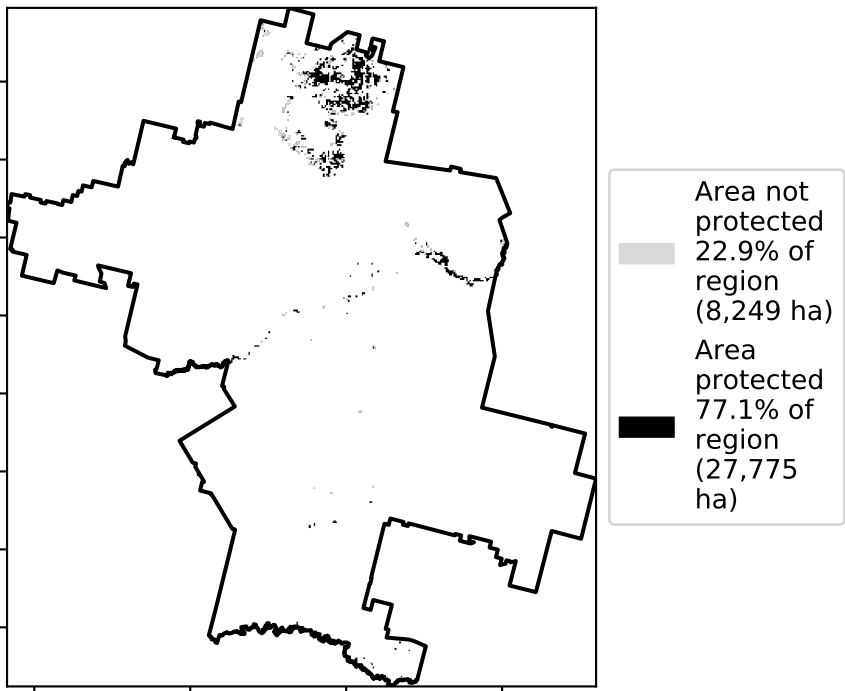 Area not
protected
22.9% of
region
(8,249 ha)
Area
protected
77.1% of
region
(27,775
ha)